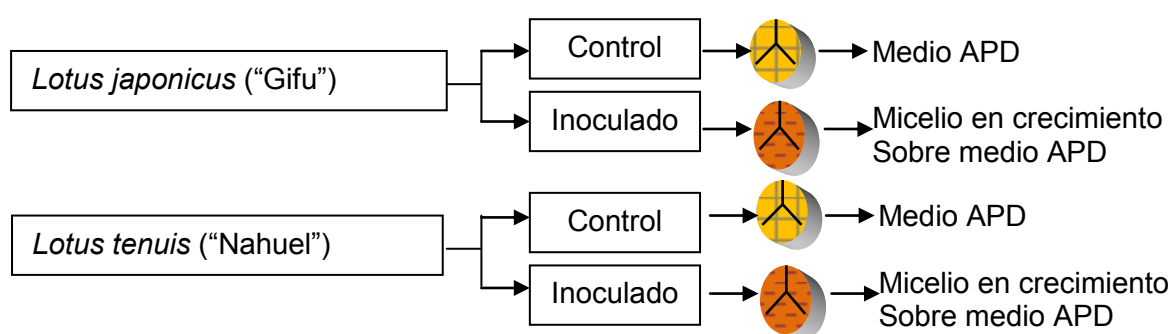 Lotus japonicus (“Gifu”)
Control
Medio APD
Inoculado
Micelio en crecimiento
Sobre medio APD
Lotus tenuis (“Nahuel”)
Control
Medio APD
Inoculado
Micelio en crecimiento
Sobre medio APD